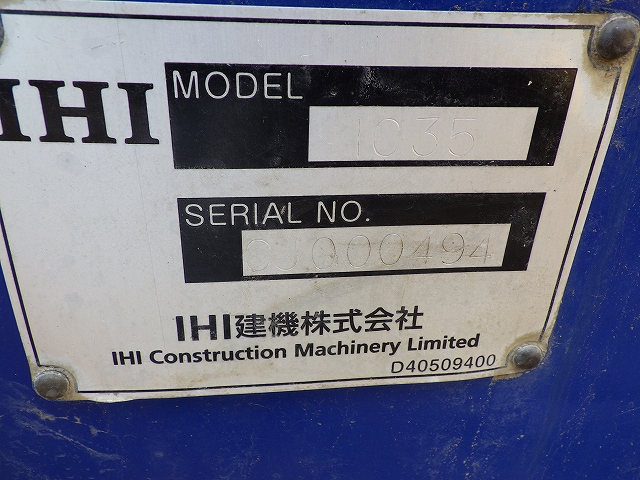 IHI
MODEL
IC35
SERIAL NO.
CJ000494
IHI建機株式会社
IHI Construction Machinery Limited
D40509400